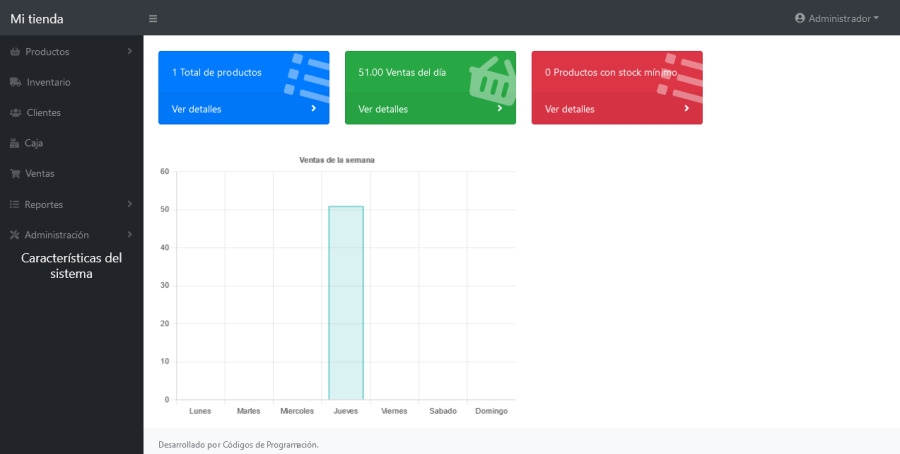 Mi tienda
Administrador
Productos
Inventario
Clientes
Caja
Ventas
Reportes
Administración
Características del
sistema
1 Total de productos
Ver detalles
51.00 Ventas del día
Ver detalles
0 Productos con stock mínimo
Ver detalles
Ventas de la semana
60
50
40
30
20
10
0
Lunes Martes Miercoles Jueves Viernes Sabado Domingo
Desarrollado por Códigos de Programación.